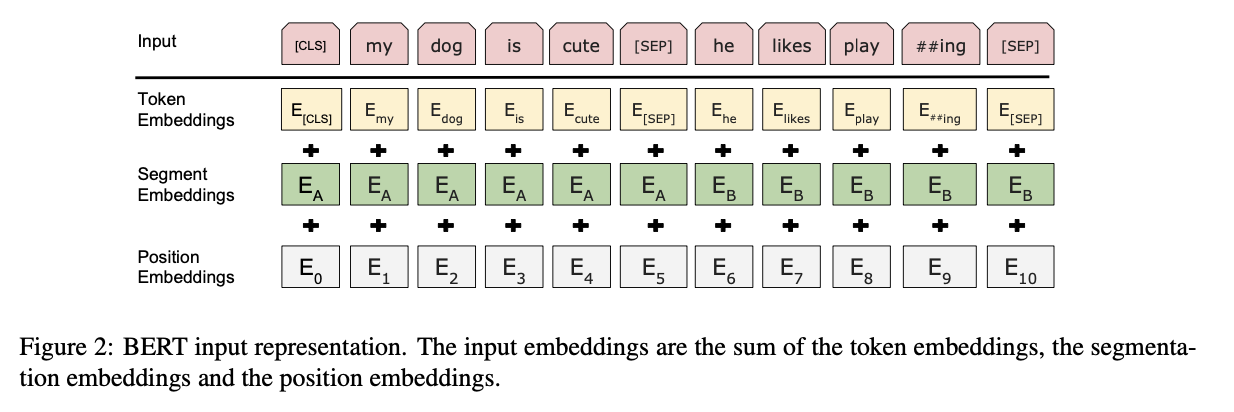 Input [CLS] my dog is cute [SEP] he likes play ##ing [SEP]
Token
Embeddings
E[CLS] Emy Edog Eis Ecute E[SEP] Ehe Elikes Eplay E##ing E[SEP]
+ + + + + + + + + + +
Segment
Embeddings
EA EA EA EA EA EA EB EB EB EB EB
+ + + + + + + + + + +
Position
Embeddings
E0 E1 E2 E3 E4 E5 E6 E7 E8 E9 E10
Figure 2: BERT input representation. The input embeddings are the sum of the token embeddings, the segmenta-
tion embeddings and the position embeddings.